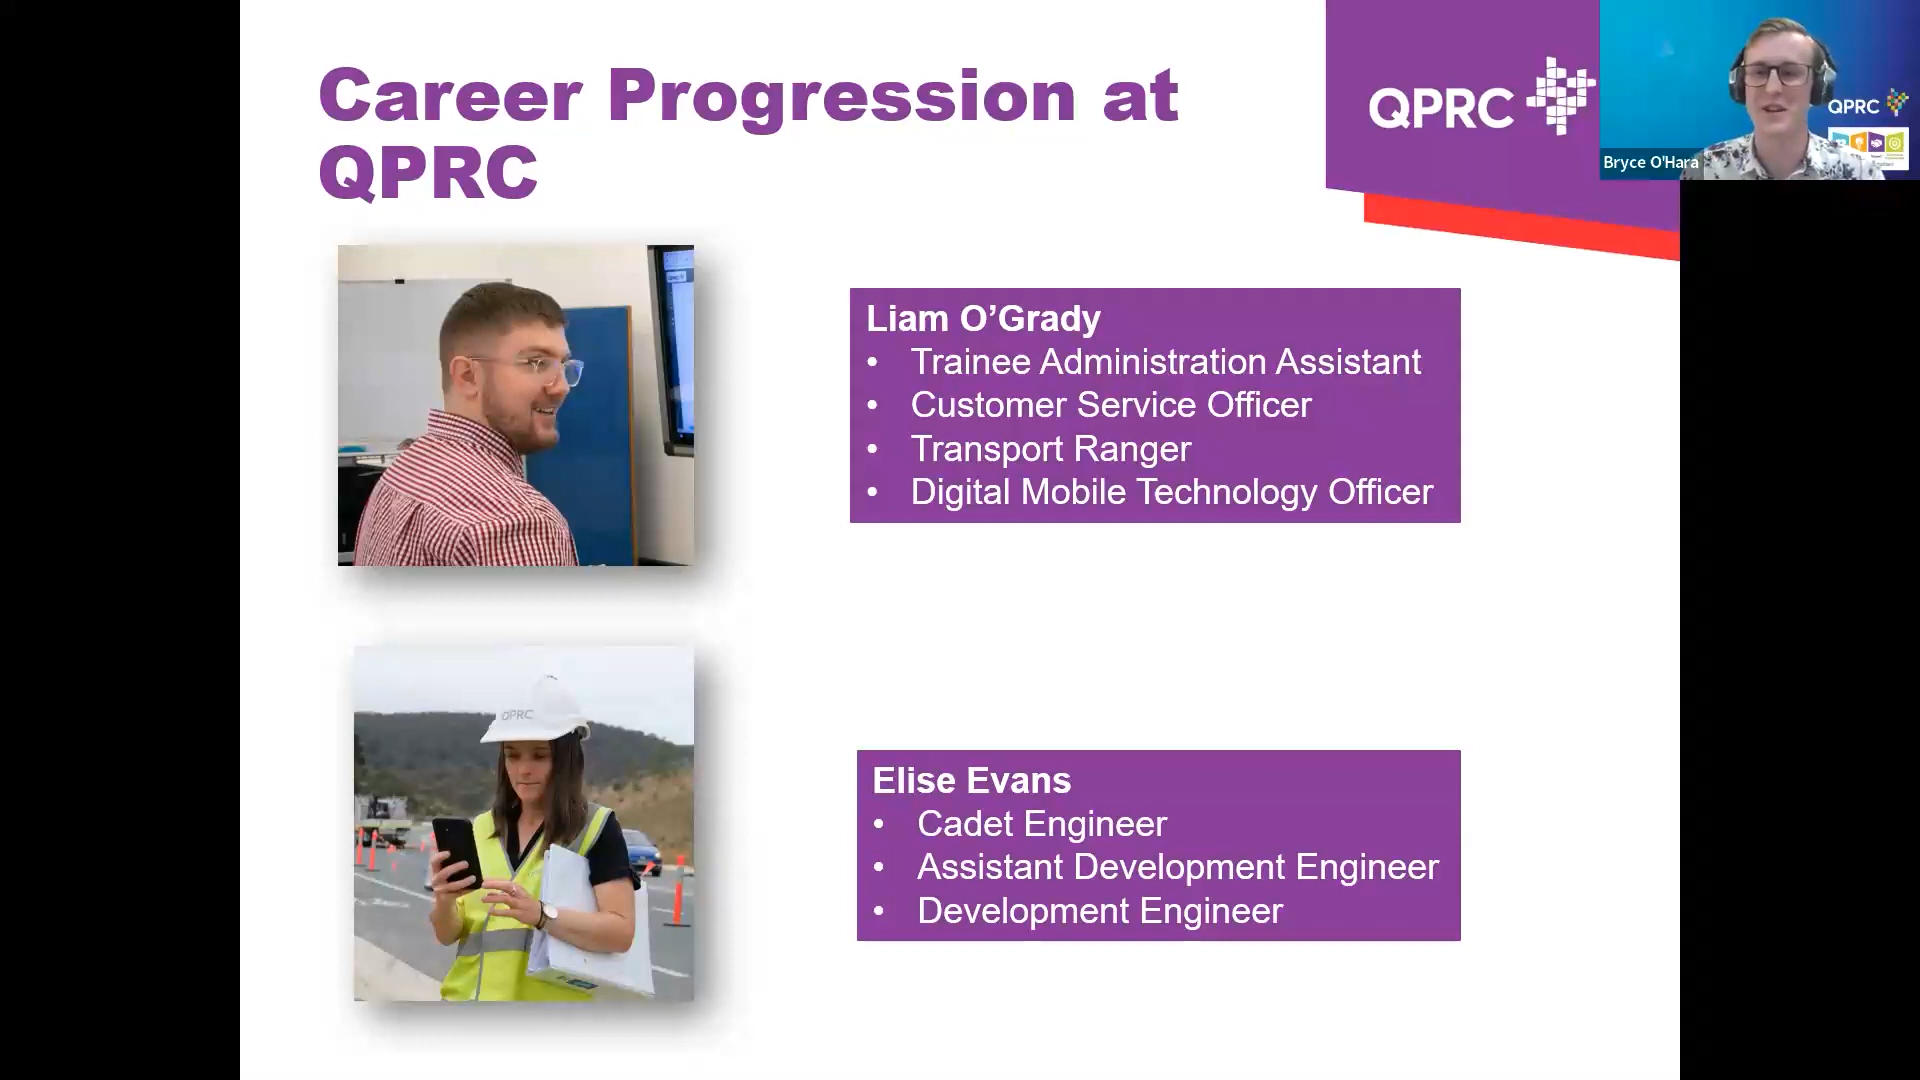 Career Progression at
QPRC
QPRC
QPRC
Bryce O'Hara
Liam O’Grady
• Trainee Administration Assistant
• Customer Service Officer
• Transport Ranger
• Digital Mobile Technology Officer
QPRC
Elise Evans
• Cadet Engineer
• Assistant Development Engineer
• Development Engineer